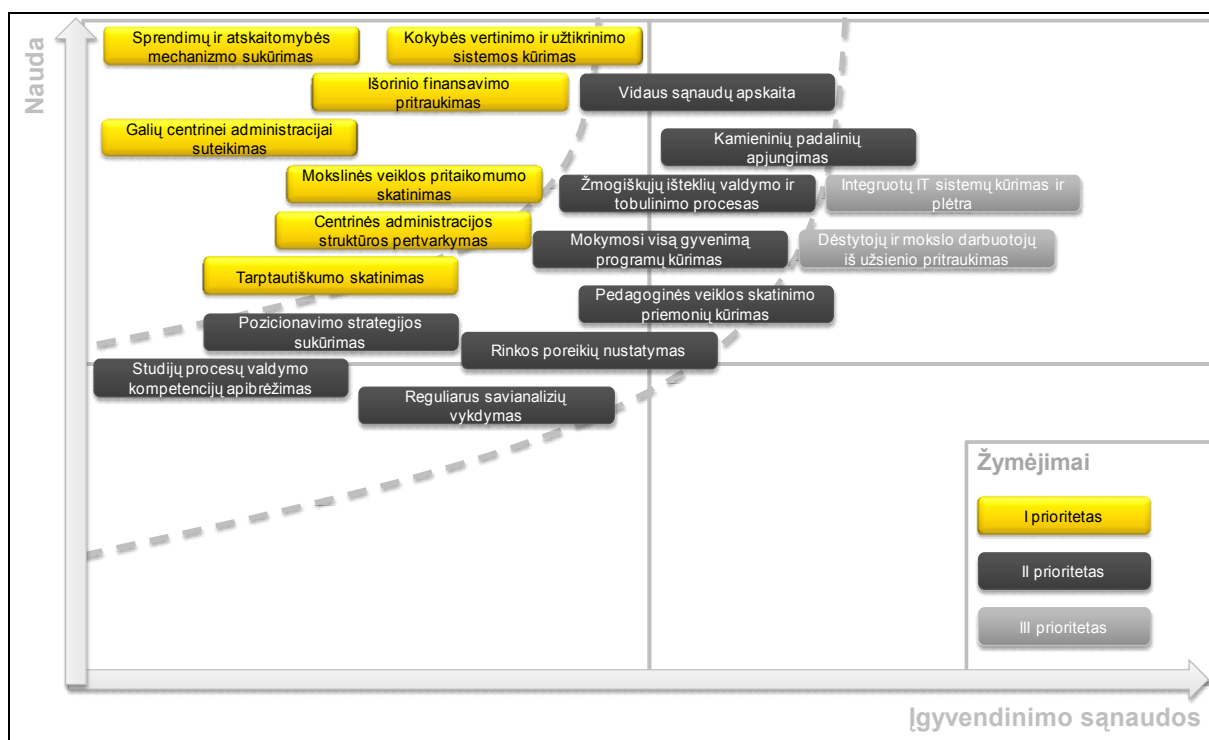 Nauda
Sprendimų ir atskaitomybės
mechanizmo sukūrimas
Kokybės vertinimo ir užtikrinimo
sistemos kūrimas
Išorinio finansavimo
pritraukimas
Vidaus sąnaudų apskaita
Galių centrinei administracijai
suteikimas
Kamieninių padalinių
apjungimas
Mokslinės veiklos pritaikomumo
skatinimas
Žmogiškųjų išteklių valdymo ir
tobulinimo procesas
Integruotų IT sistemų kūrimas ir
plėtra
Centrinės administracijos
struktūros pertvarkymas
Mokymosi visą gyvenimą
programų kūrimas
Dėstytojų ir mokslo darbuotojų
iš užsienio pritraukimas
Tarptautiškumo skatinimas
Pedagoginės veiklos skatinimo
priemonių kūrimas
Pozicionavimo strategijos
sukūrimas
Rinkos poreikių nustatymas
Studijų procesų valdymo
kompetencijų apibrėžimas
Reguliarus savianalizių
vykdymas
Žymėjimai
I prioritetas
II prioritetas
III prioritetas
Įgyvendinimo sąnaudos